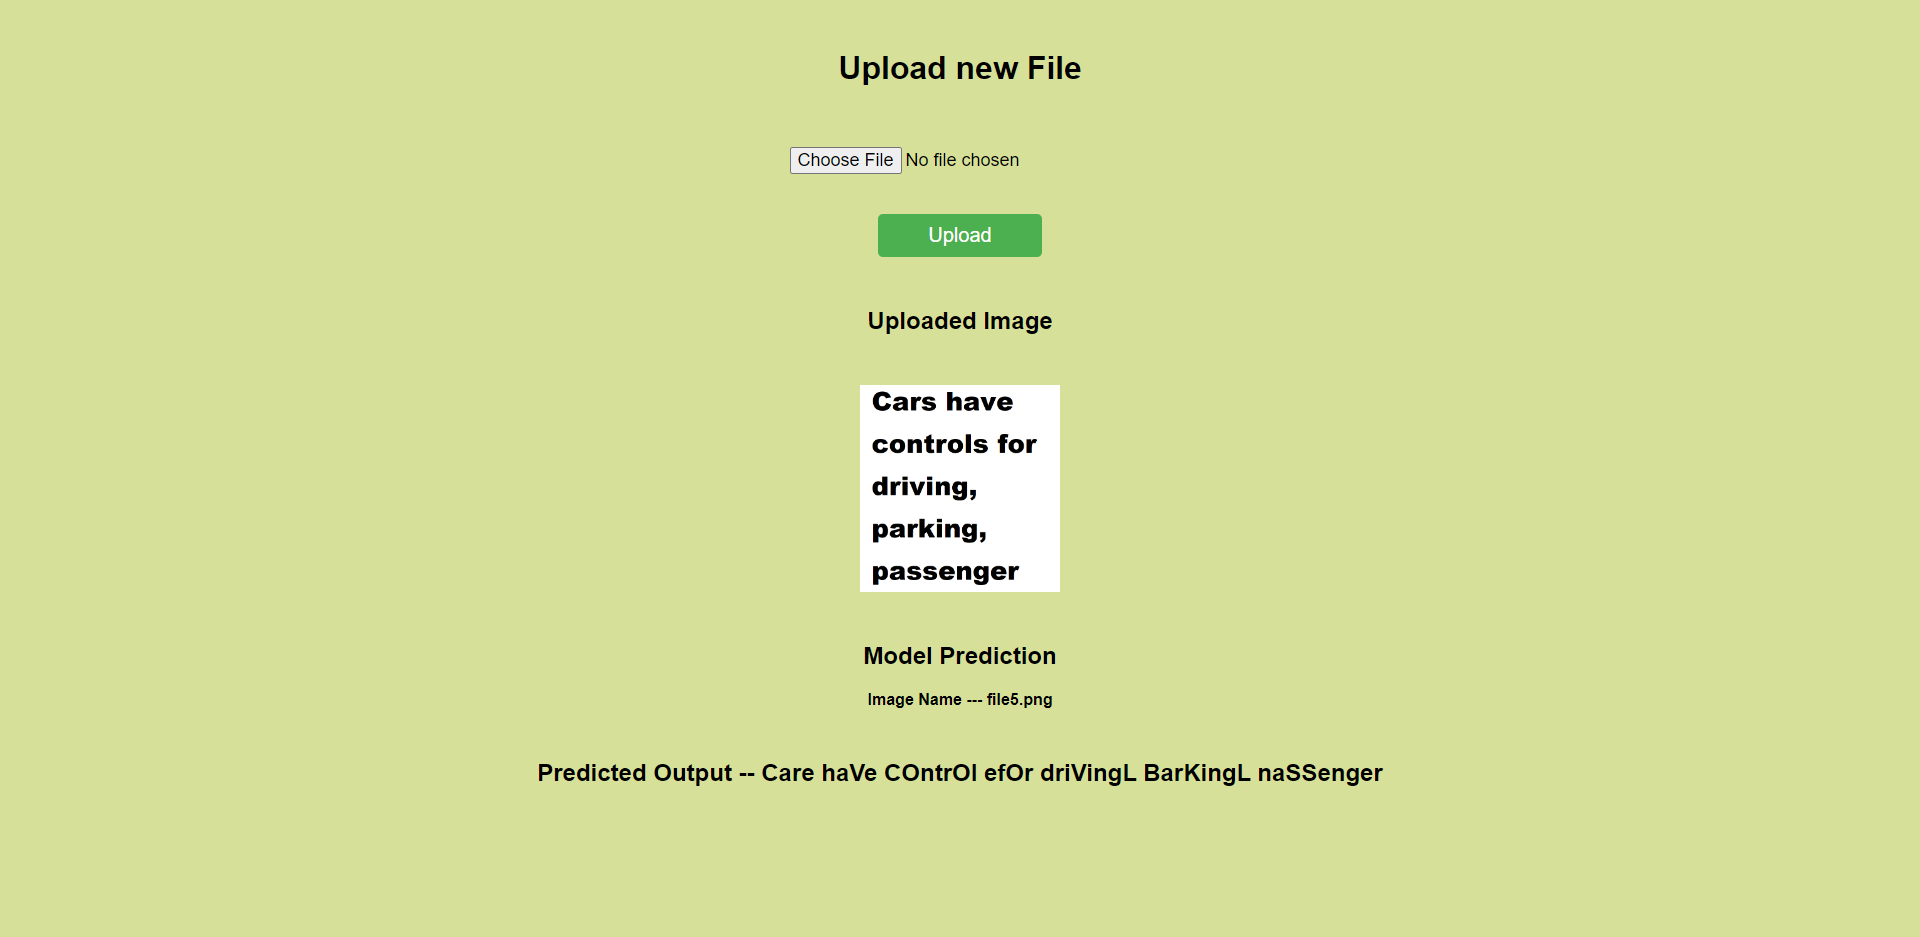 Upload new File
Choose File No file chosen
Upload
Uploaded Image
Cars have
controls for
driving,
parking,
passenger
Model Prediction
Image Name --- file5.png
Predicted Output -- Care haVe COntrOl efOr driVingL BarKingL naSSenger